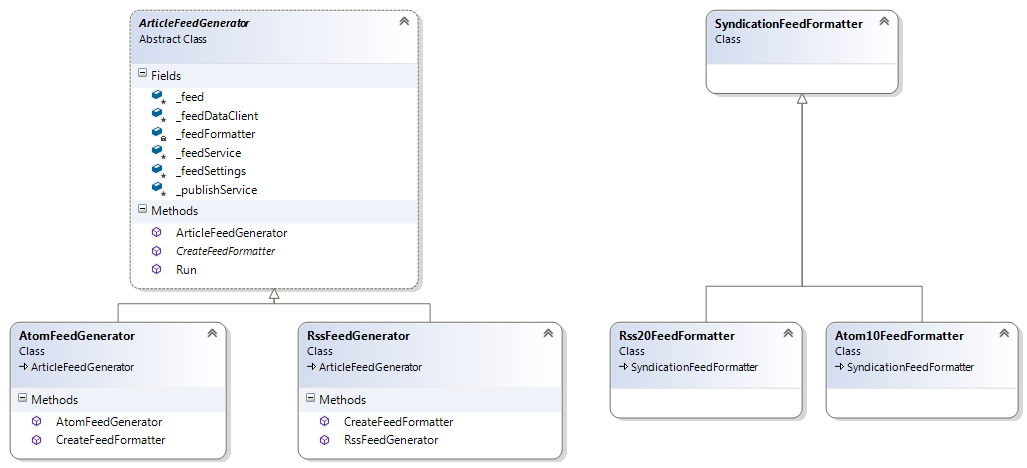 ArticleFeedGenerator
Abstract Class
Fields
_feed
_feedDataClient
_feedFormatter
_feedService
_feedSettings
_publishService
Methods
ArticleFeedGenerator
CreateFeedFormatter
Run
SyndicationFeedFormatter
Class
AtomFeedGenerator
Class
ArticleFeedGenerator
Methods
AtomFeedGenerator
CreateFeedFormatter
RssFeedGenerator
Class
ArticleFeedGenerator
Methods
CreateFeedFormatter
RssFeedGenerator
Rss20FeedFormatter
Class
SyndicationFeedFormatter
Atom10FeedFormatter
Class
SyndicationFeedFormatter